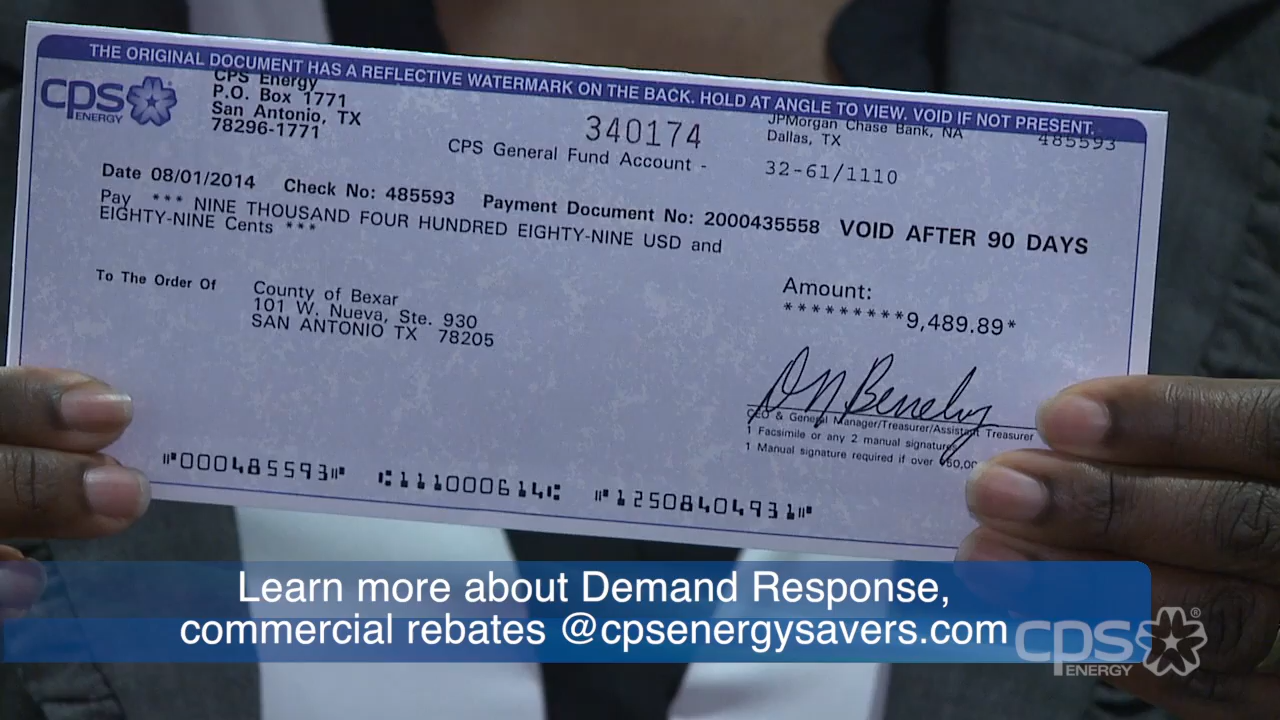 THE ORIGINAL DOCUMENT HAS A REFLECTIVE WATERMARK ON THE BACK. HOLD AT ANGLE TO VIEW. VOID IF NOT PRESENT.
cps
ENERGY
CPS Energy
P.O. Box 1771
San Antonio, TX
78296-1771
340174
CPS General Fund Account -
JPMorgan Chase Bank, NA
Dallas, TX
485593
32-61/1110
Date 08/01/2014 Check No: 485593 Payment Document No: 2000435558 VOID AFTER 90 DAYS
Pay *** NINE THOUSAND FOUR HUNDRED EIGHTY-NINE USD and
EIGHTY-NINE Cents ***
To The Order Of
County of Bexar
101 W. Nueva, Ste. 930
SAN ANTONIO TX 78205
Amount:
*********9,489.89*
CEO & General Manager/Treasurer/Assistant Treasurer
1 Facsimile or any 2 manual signatures
1 Manual signature required if over
⑈000485593⑈ ⑆111000614⑆ ⑈12508404931⑈
Learn more about Demand Response,
commercial rebates @cpsenergysavers.com
cps
ENERGY
®